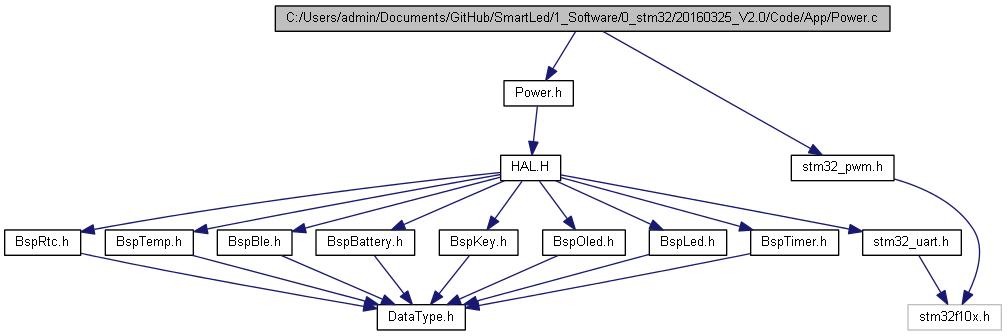 C:/Users/admin/Documents/GitHub/SmartLed/1_Software/0_stm32/20160325_V2.0/Code/App/Power.c
Power.h
HAL.H
stm32_pwm.h
BspRtc.h
BspTemp.h
BspBle.h
BspBattery.h
BspKey.h
BspOled.h
BspLed.h
BspTimer.h
stm32_uart.h
DataType.h
stm32f10x.h